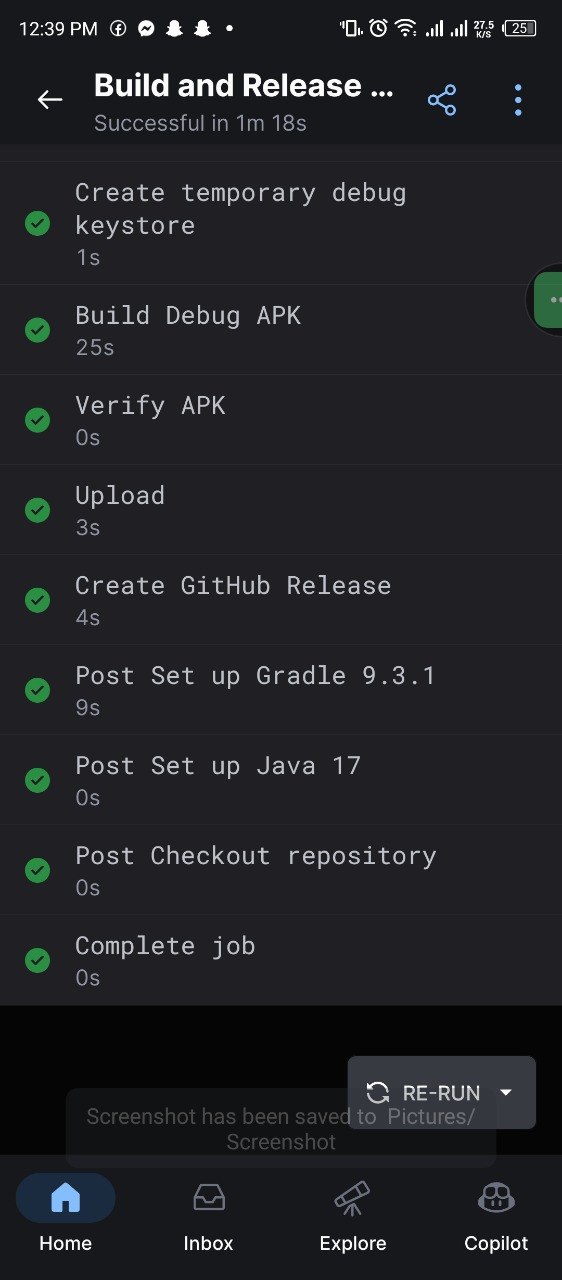 12:39 PM
27.5
K/S
25
Build and Release ...
Successful in 1m 18s
Create temporary debug
keystore
1s
Build Debug APK
25s
Verify APK
0s
Upload
3s
Create GitHub Release
4s
Post Set up Gradle 9.3.1
9s
Post Set up Java 17
0s
Post Checkout repository
0s
Complete job
0s
RE-RUN
Screenshot has been saved to Pictures/
Screenshot
Home
Inbox
Explore
Copilot